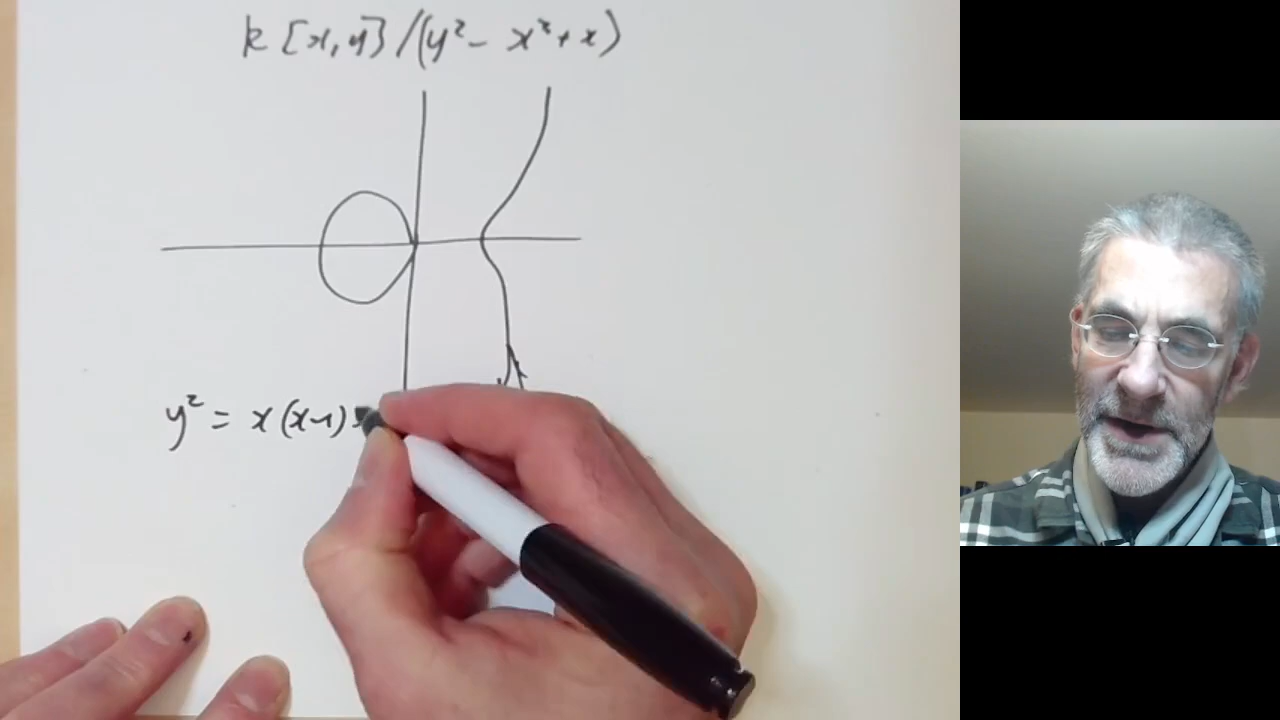 k[x,y]/(y²- x³+x)
y² = x(x-1)